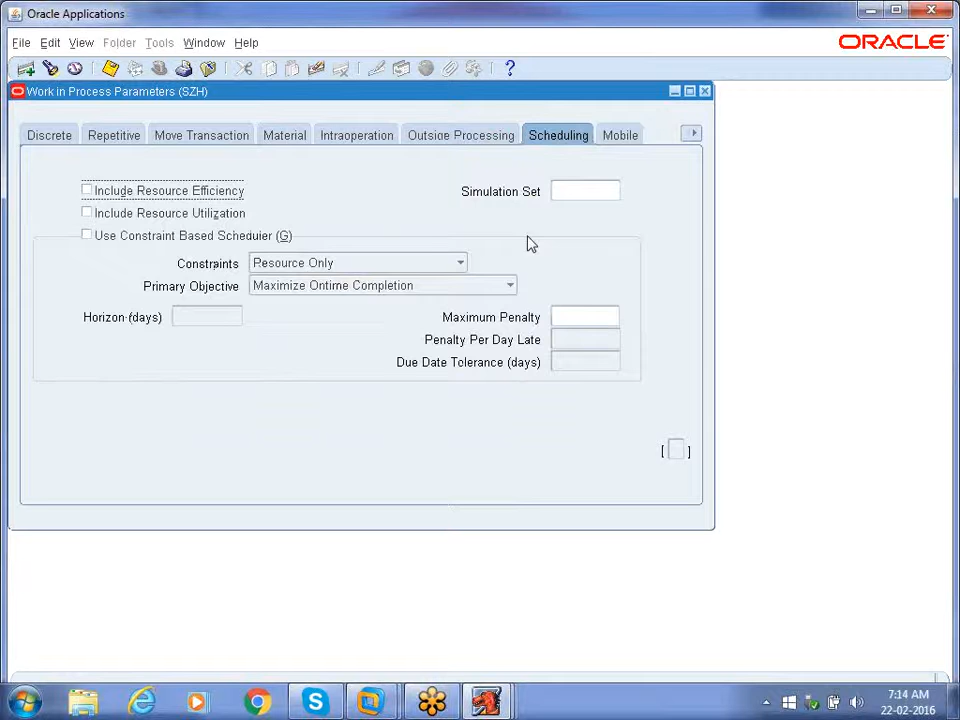 Oracle Applications
File Edit View Folder Tools Window Help
ORACLE
Work in Process Parameters (SZH)
Discrete Repetitive Move Transaction Material Intraoperation Outside Processing Scheduling Mobile
Include Resource Efficiency
Simulation Set
Include Resource Utilization
Use Constraint Based Scheduler (G)
Constraints Resource Only
Primary Objective Maximize Ontime Completion
Horizon (days)
Maximum Penalty
Penalty Per Day Late
Due Date Tolerance (days)
[ ]
7:14 AM
22-02-2016